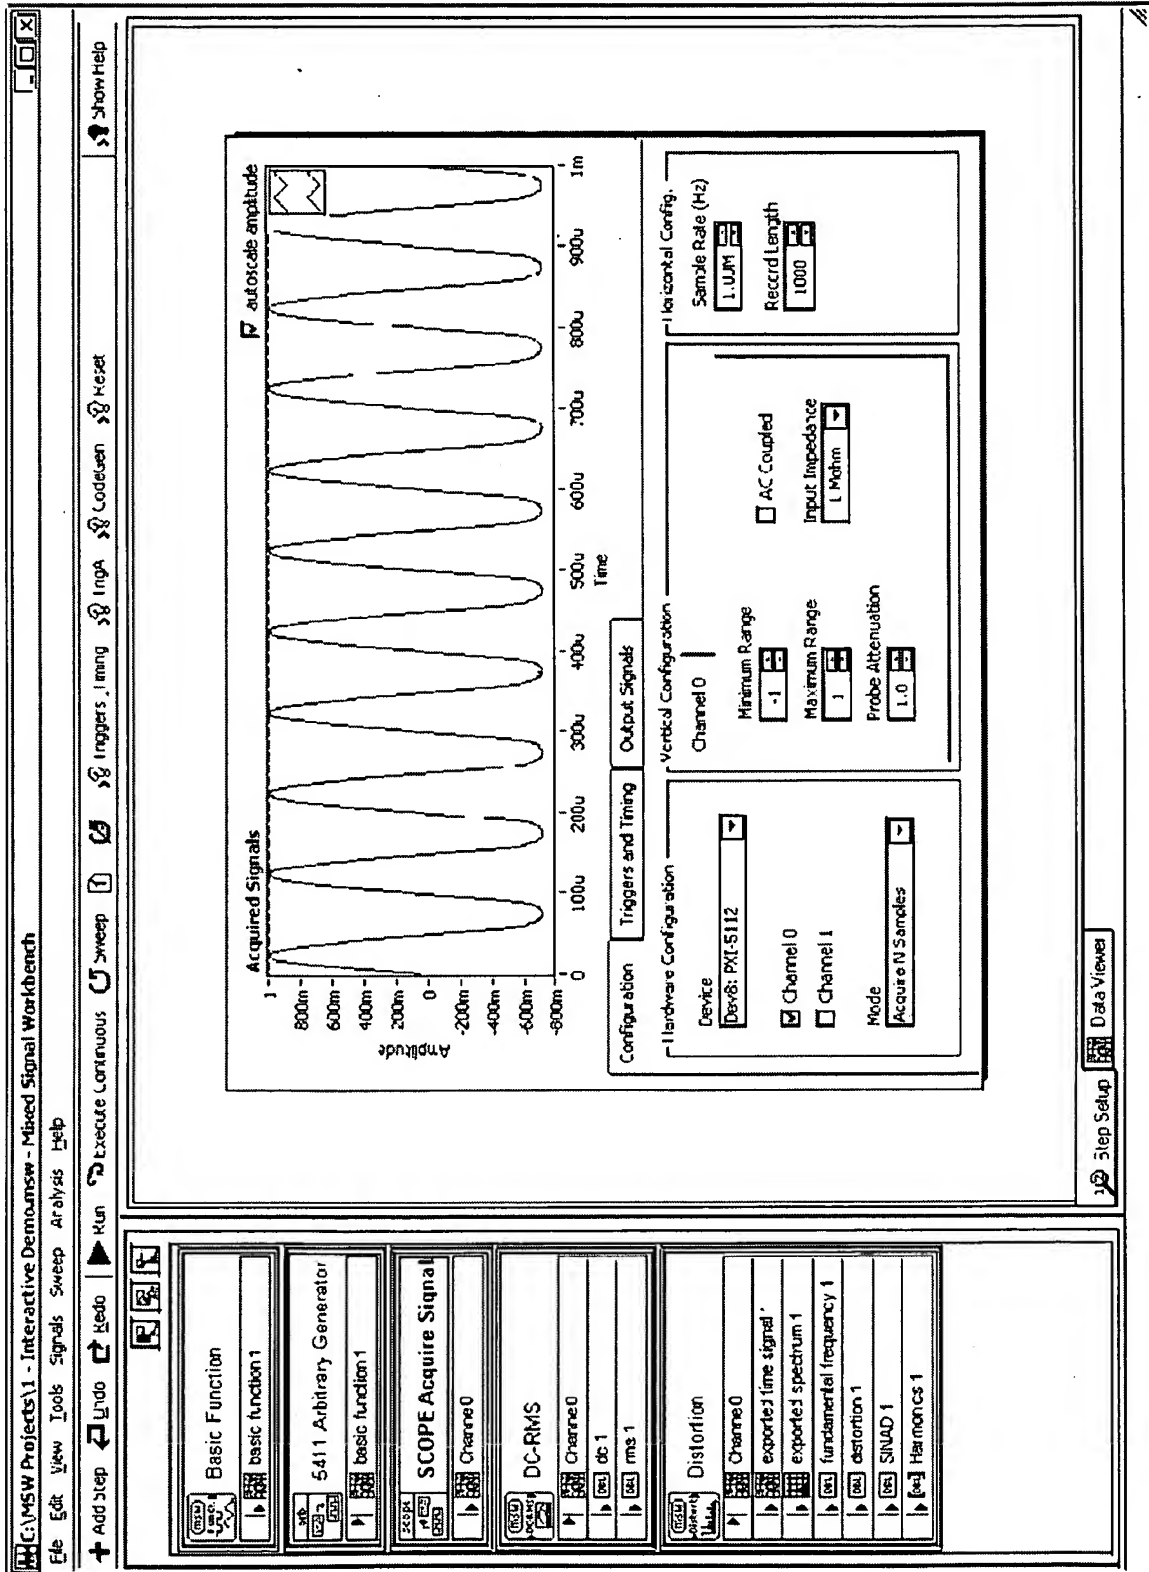 C:\MSW Projects\1 - Interactive Demo.msw - Mixed Signal Workbench
File Edit View Tools Signals Sweep Analysis Help
Add Step Undo Redo Run Execute Continuous Sweep Triggers_Timing TrigA CodeGen Reset Show Help
Basic Function
basic function 1
5411 Arbitrary Generator
basic function 1
SCOPE Acquire Signal
Channel 0
DC-RMS
Channel 0
dc 1
rms 1
Distortion
Channel 0
exported time signal
exported spectrum 1
fundamental frequency 1
distortion 1
SINAD 1
Harmonics 1
Acquired Signals
autoscale amplitude
Amplitude
1
800m
600m
400m
200m
0
-200m
-400m
-600m
-800m
0 100u 200u 300u 400u 500u 600u 700u 800u 900u 1m
Time
Configuration Triggers and Timing Output Signals
Hardware Configuration
Device
Dev8: PXI-5112
Channel 0
Channel 1
Mode
Acquire N Samples
Vertical Configuration
Channel 0
Minimum Range
-1
Maximum Range
1
Probe Attenuation
1.0
AC Coupled
Input Impedance
1 Mohm
Horizontal Config.
Sample Rate (Hz)
1.00M
Record Length
1000
Step Setup Data Viewer